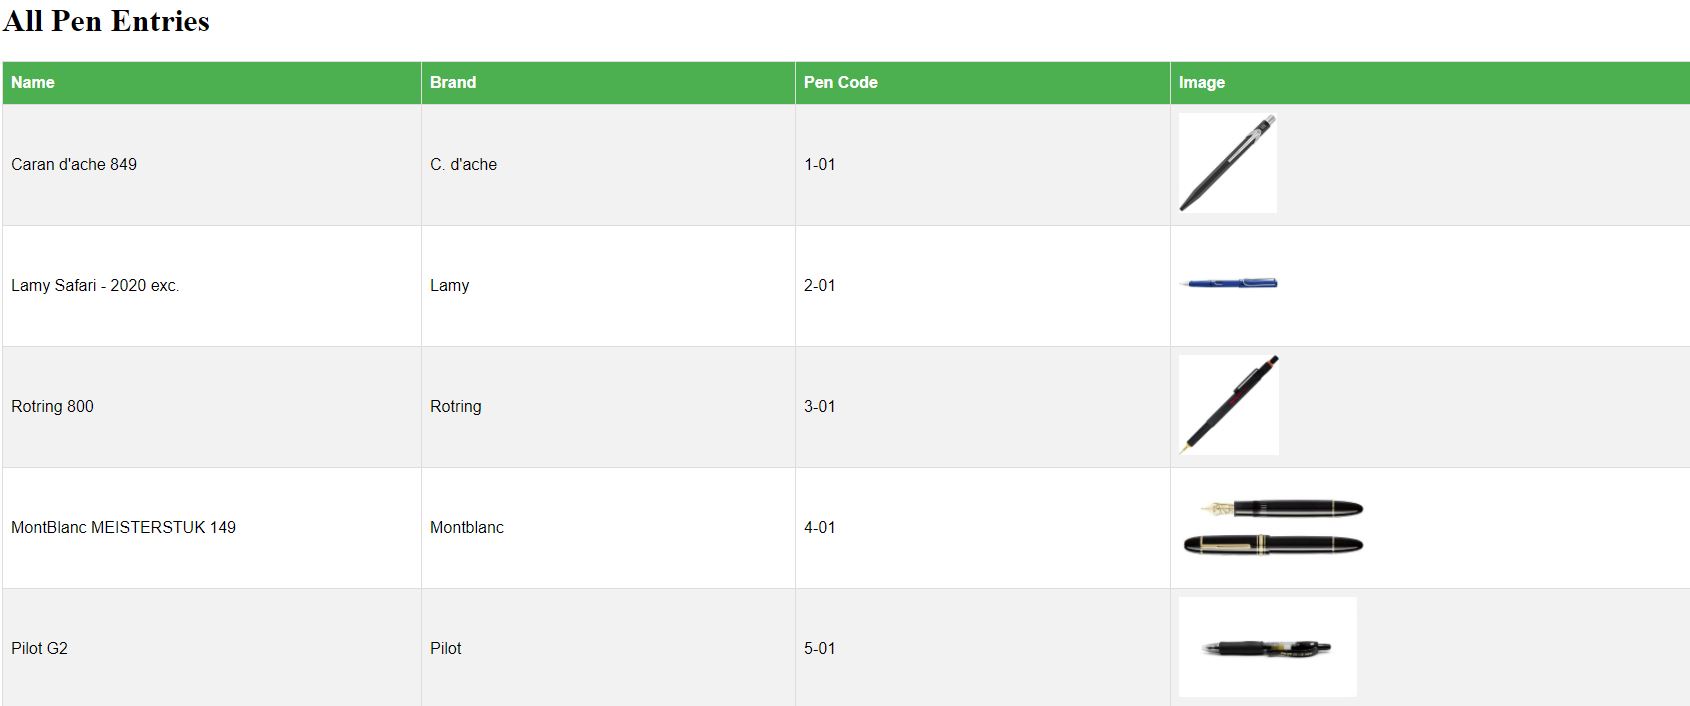 All Pen Entries
Name Brand Pen Code Image
Caran d'ache 849 C. d'ache 1-01
Lamy Safari - 2020 exc. Lamy 2-01
Rotring 800 Rotring 3-01
MontBlanc MEISTERSTUK 149 Montblanc 4-01
Pilot G2 Pilot 5-01